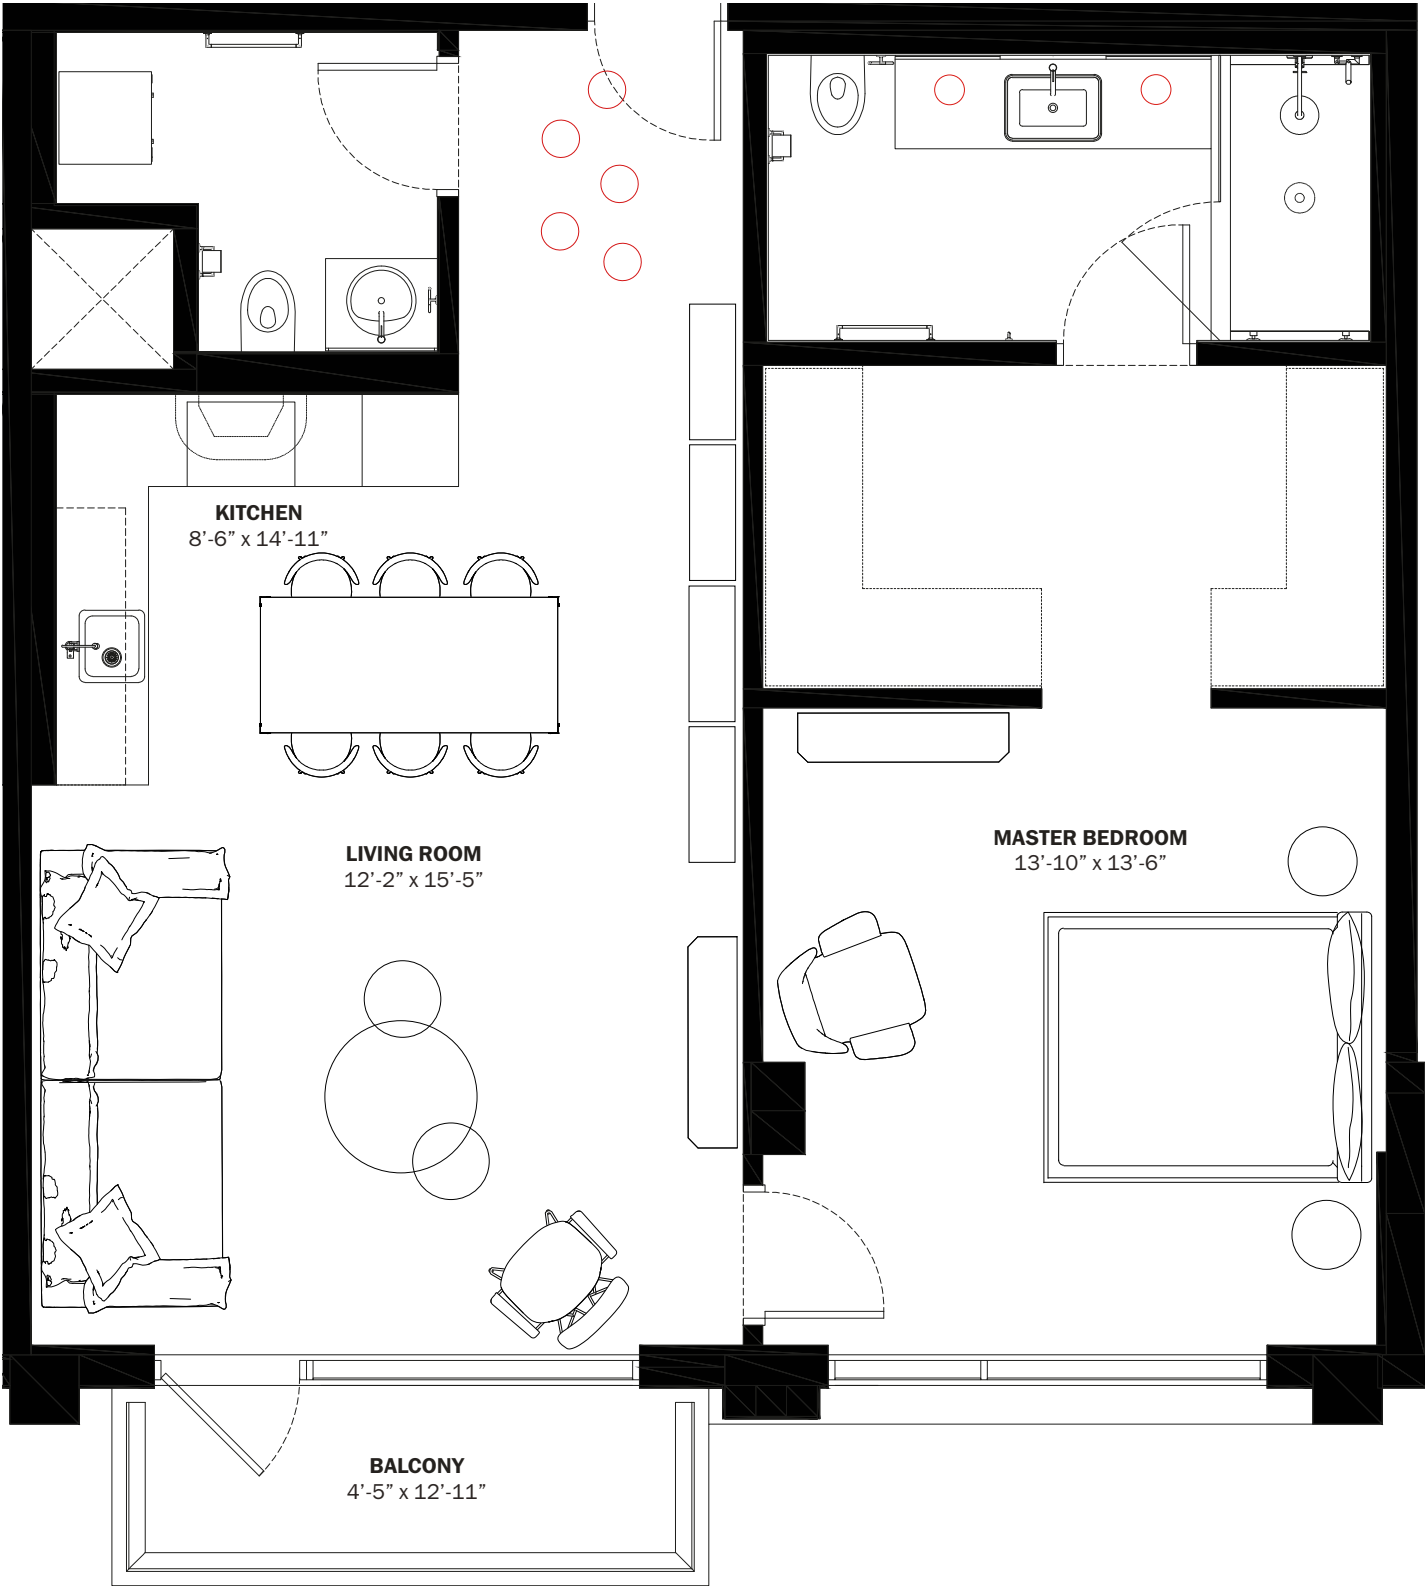 KITCHEN
8’-6” x 14’-11”
LIVING ROOM
12’-2” x 15’-5”
MASTER BEDROOM
13’-10” x 13’-6”
BALCONY
4’-5” x 12’-11”